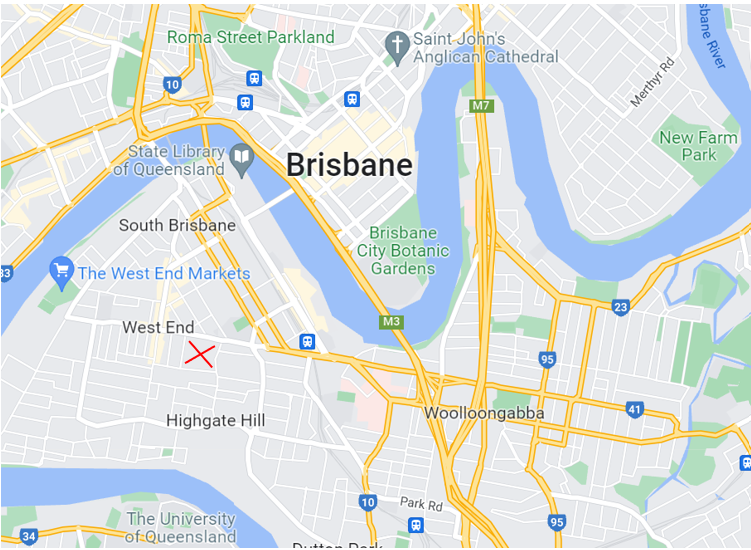 Roma Street Parkland
Saint John's
Anglican Cathedral
sbane River
10
Merthyr Rd
M7
New Farm
Park
State Library
of Queensland
Brisbane
South Brisbane
Brisbane
City Botanic
Gardens
33
The West End Markets
23
West End
M3
95
Highgate Hill
Woolloongabba
41
10
Park Rd
The University
of Queensland
95
34
Dutton Park